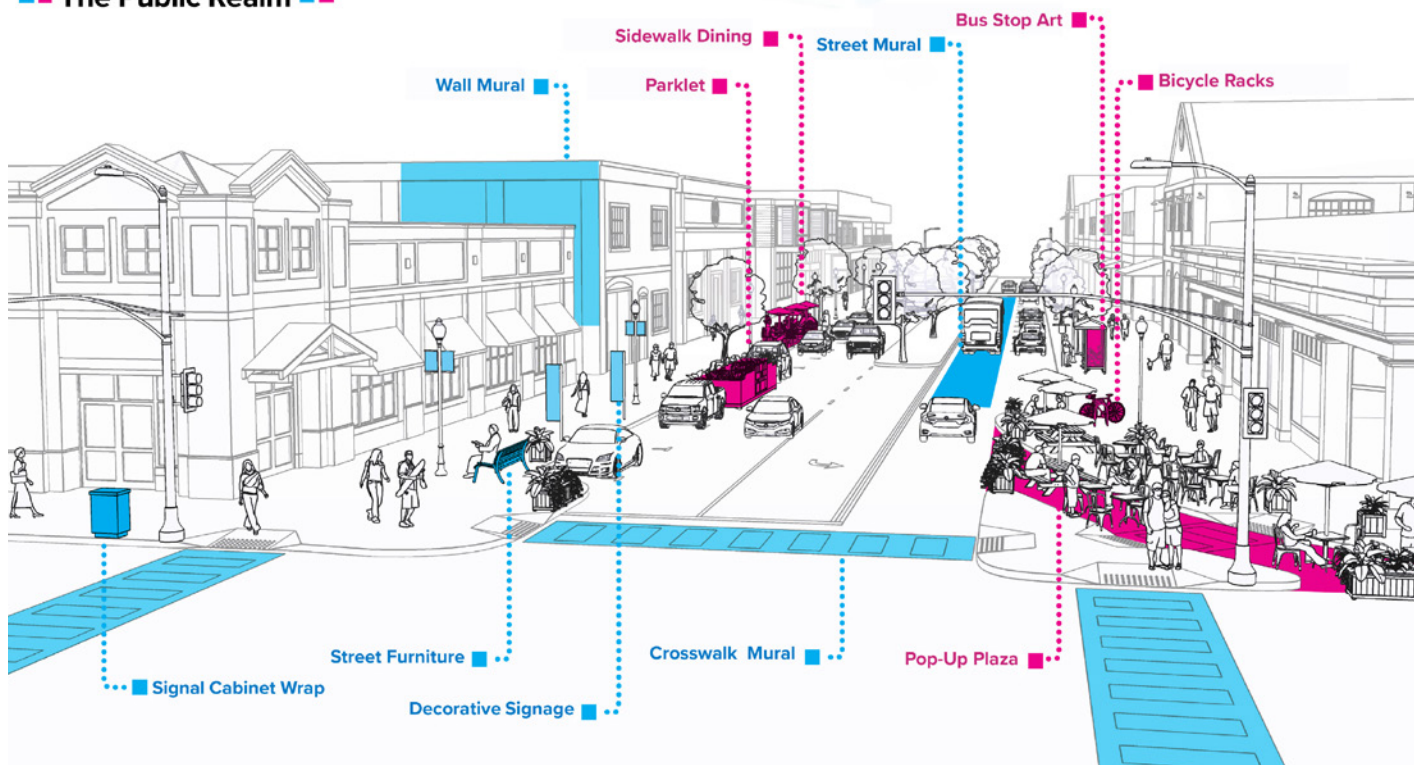 The Public Realm
Bus Stop Art
Sidewalk Dining
Street Mural
Wall Mural
Parklet
Bicycle Racks
Street Furniture
Crosswalk Mural
Pop-Up Plaza
Signal Cabinet Wrap
Decorative Signage